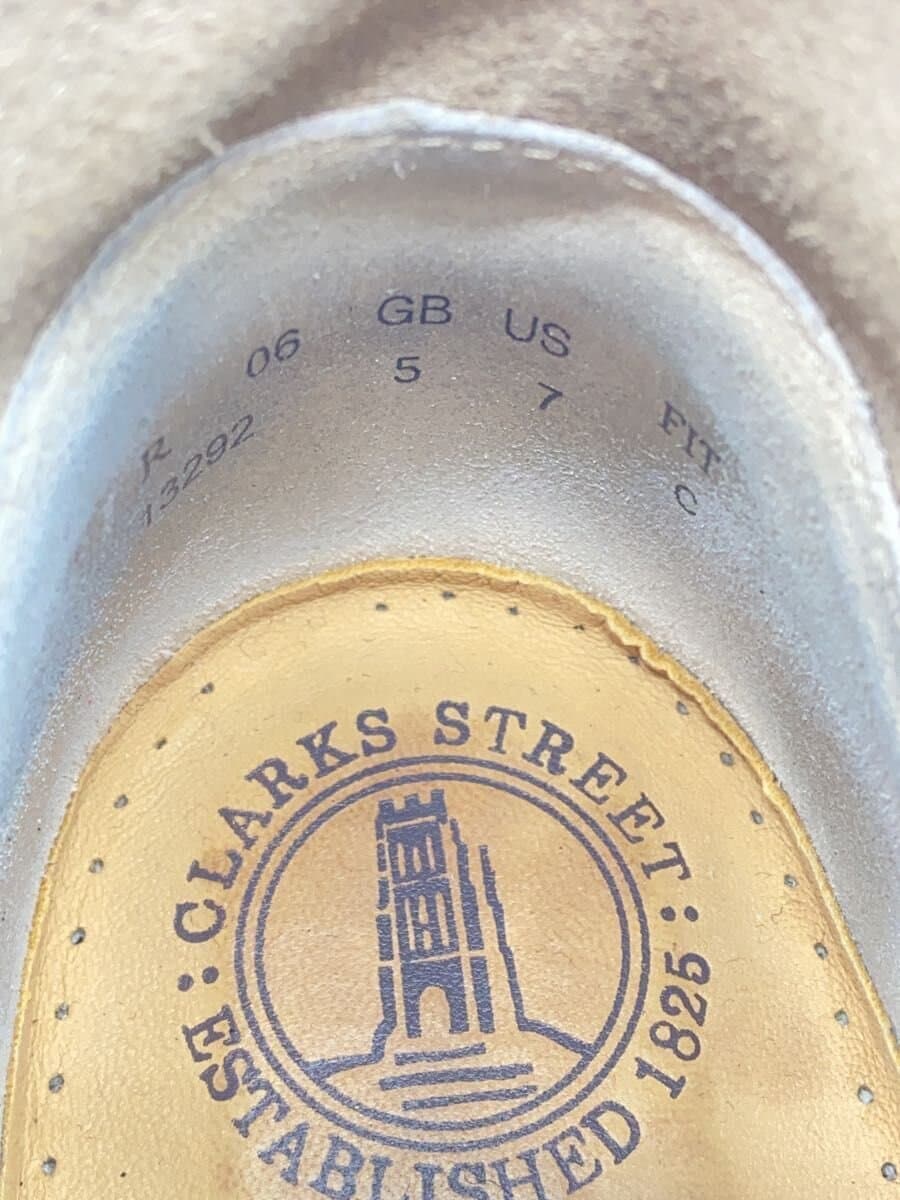 R 06 GB US FIT
13292 5 7 C
: CLARKS STREET :
ESTABLISHED 1825